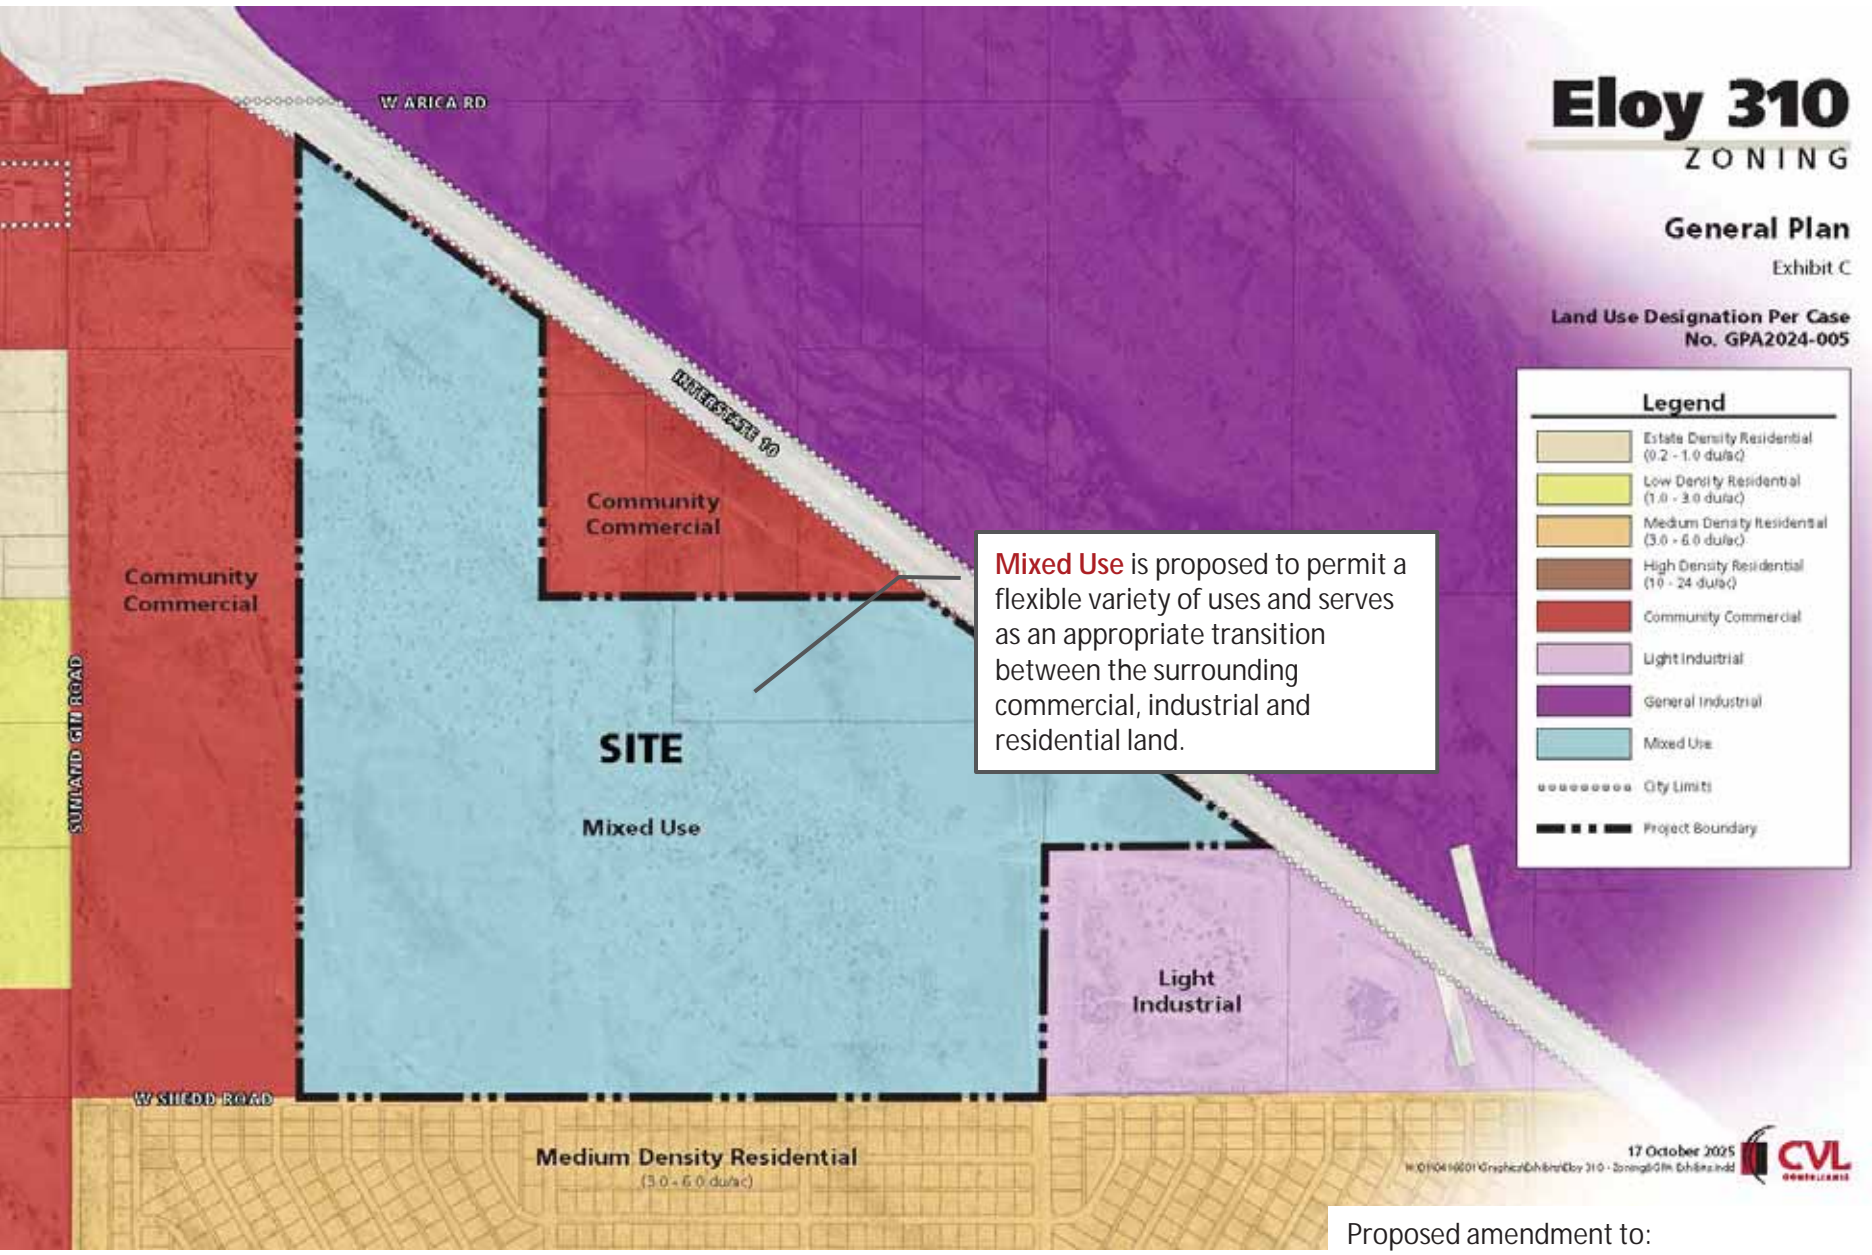 W ARICA RD
Eloy 310
ZONING
General Plan
Exhibit C
Land Use Designation Per Case
No. GPA2024-005
Legend
Estate Density Residential
(0.2 - 1.0 du/ac)
Low Density Residential
(1.0 - 3.0 du/ac)
Medium Density Residential
(3.0 - 6.0 du/ac)
High Density Residential
(10 - 24 du/ac)
Community Commercial
Light Industrial
General Industrial
Mixed Use
City Limits
Project Boundary
INTERSTATE 10
Community
Commercial
Community
Commercial
Mixed Use is proposed to permit a
flexible variety of uses and serves
as an appropriate transition
between the surrounding
commercial, industrial and
residential land.
SUNLAND GIN ROAD
SITE
Mixed Use
Light
Industrial
W SHEDD ROAD
Medium Density Residential
(3.0 - 6.0 du/ac)
17 October 2025
CVL
CONSULTANTS
Proposed amendment to: